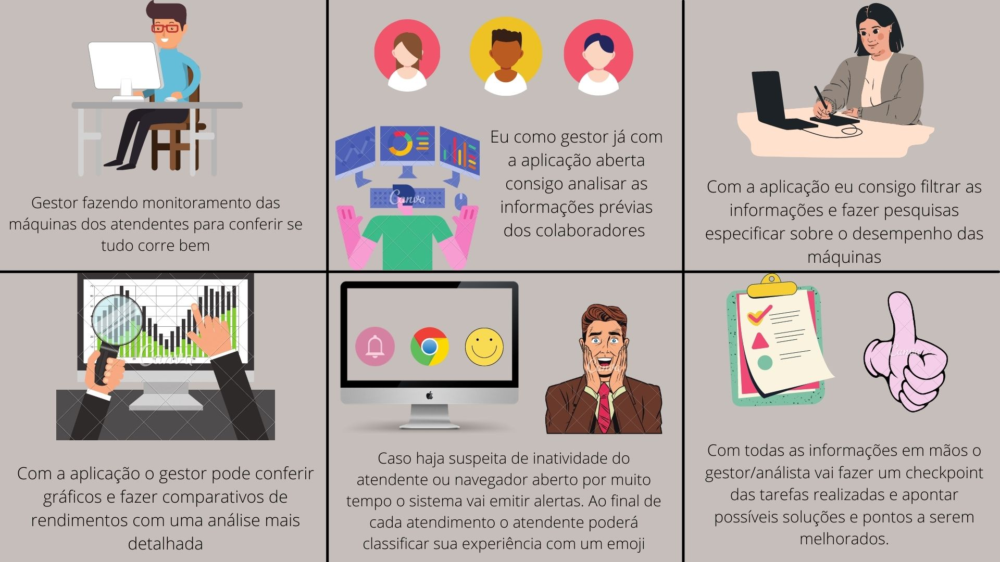 Gestor fazendo monitoramento das
máquinas dos atendentes para conferir se
tudo corre bem
Canva
Eu como gestor já com
a aplicação aberta
consigo analisar as
informações prévias
dos colaboradores
Com a aplicação eu consigo filtrar as
informações e fazer pesquisas
especificar sobre o desempenho das
máquinas
Canva
Com a aplicação o gestor pode conferir
gráficos e fazer comparativos de
rendimentos com uma análise mais
detalhada
Canva
Caso haja suspeita de inatividade do
atendente ou navegador aberto por muito
tempo o sistema vai emitir alertas. Ao final de
cada atendimento o atendente poderá
classificar sua experiência com um emoji
Canva
Com todas as informações em mãos o
gestor/análista vai fazer um checkpoint
das tarefas realizadas e apontar
possíveis soluções e pontos a serem
melhorados.